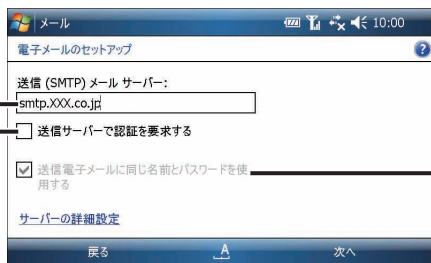 メール 10:00
電子メールのセットアップ
送信 (SMTP) メール サーバー:
smtp.XXX.co.jp
送信サーバーで認証を要求する
送信電子メールに同じ名前とパスワードを使
用する
サーバーの詳細設定
戻る A 次へ